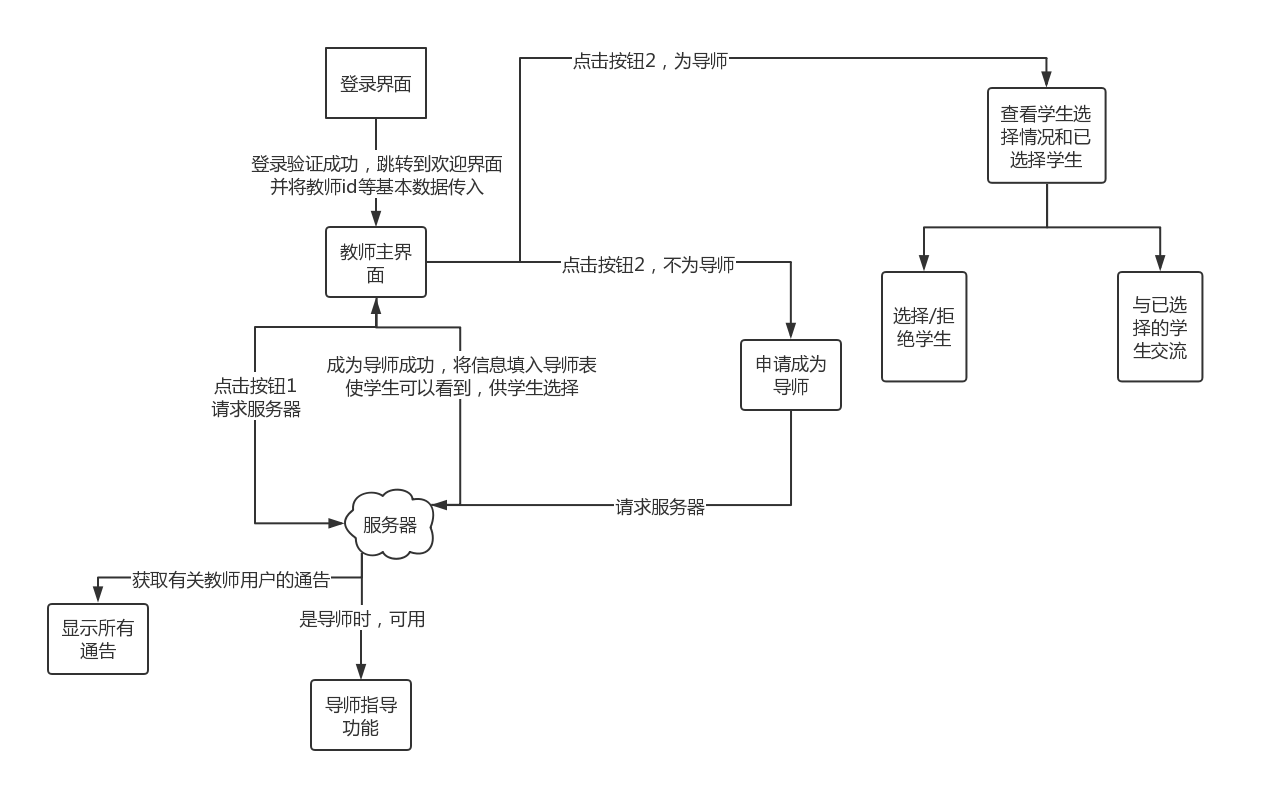 点击按钮2，为导师
登录界面
查看学生选
择情况和已
选择学生
登录验证成功，跳转到欢迎界面
并将教师id等基本数据传入
教师主界
面
点击按钮2，不为导师
选择/拒
绝学生
与已选
择的学
生交流
成为导师成功，将信息填入导师表
使学生可以看到，供学生选择
申请成为
导师
点击按钮1
请求服务器
请求服务器
服务器
获取有关教师用户的通告
是导师时，可用
显示所有
通告
导师指导
功能